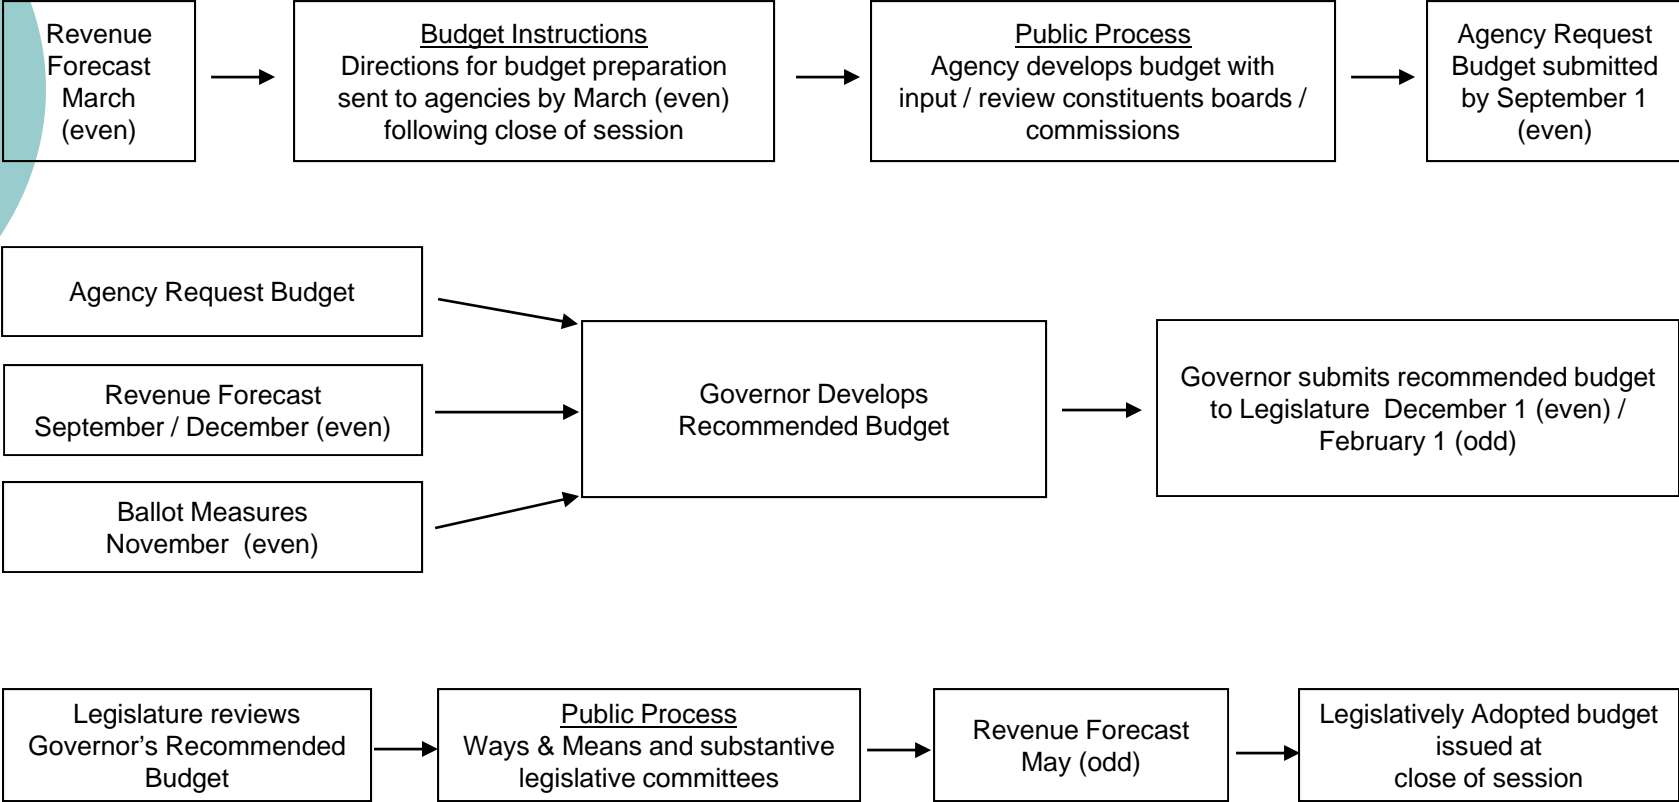 Revenue
Forecast
March
(even)
Budget Instructions
Directions for budget preparation
sent to agencies by March (even)
following close of session
Public Process
Agency develops budget with
input / review constituents boards /
commissions
Agency Request
Budget submitted
by September 1
(even)
Agency Request Budget
Revenue Forecast
September / December (even)
Ballot Measures
November (even)
Governor Develops
Recommended Budget
Governor submits recommended budget
to Legislature December 1 (even) /
February 1 (odd)
Legislature reviews
Governor’s Recommended
Budget
Public Process
Ways & Means and substantive
legislative committees
Revenue Forecast
May (odd)
Legislatively Adopted budget
issued at
close of session